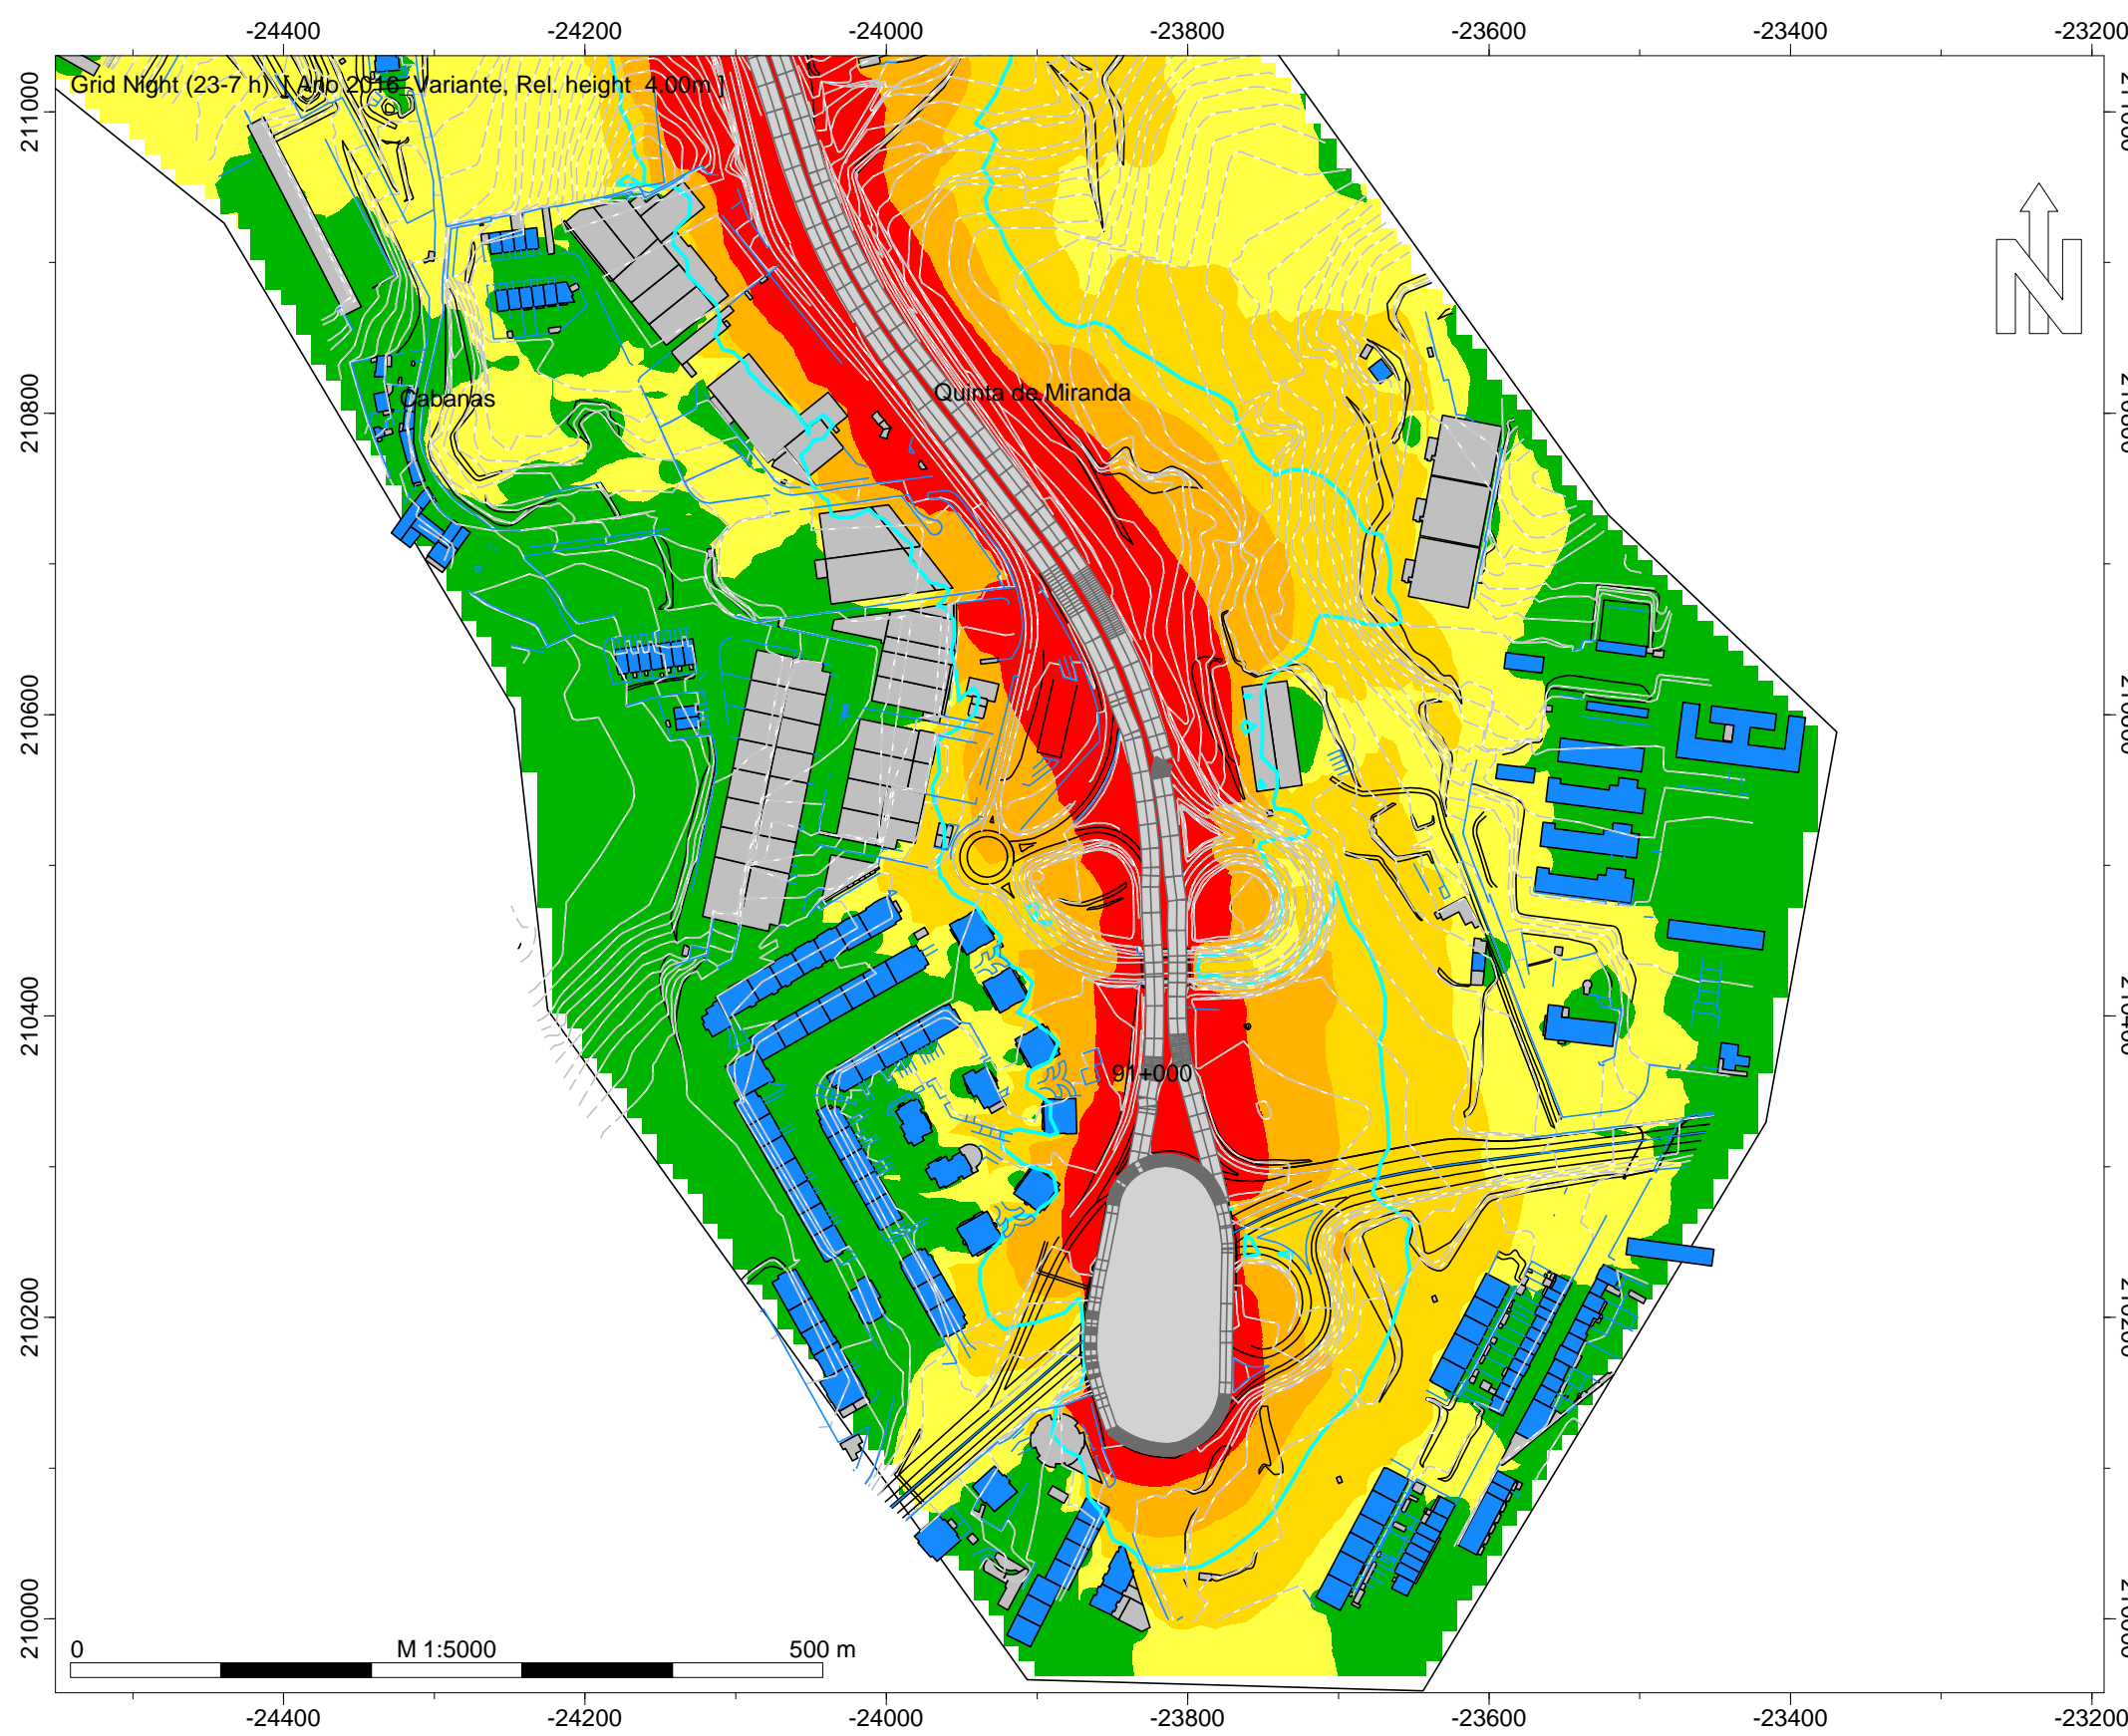 -24400 -24200 -24000 -23800 -23600 -23400 -23200
Grid Night (23-7 h) [ Ano 2016_Variante, Rel. height 4.00m ]
211000
210800
210600
210400
210200
210000
N
Cabanas
Quinta de Miranda
91+000
0 M 1:5000 500 m
-24400 -24200 -24000 -23800 -23600 -23400 -23200